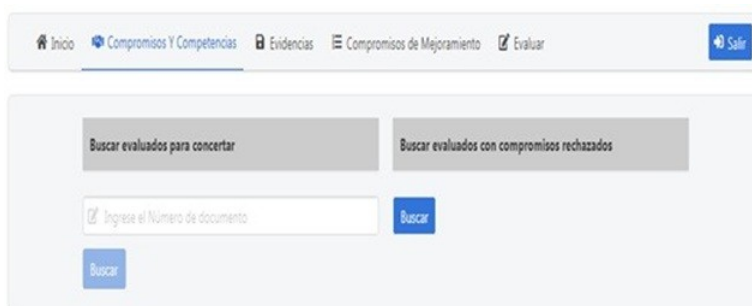 Inicio Compromisos Y Competencias Evidencias Compromisos de Mejoramiento Evaluar Salir
Buscar evaluados para concertar
Buscar evaluados con compromisos rechazados
Ingrese el Número de documento
Buscar
Buscar